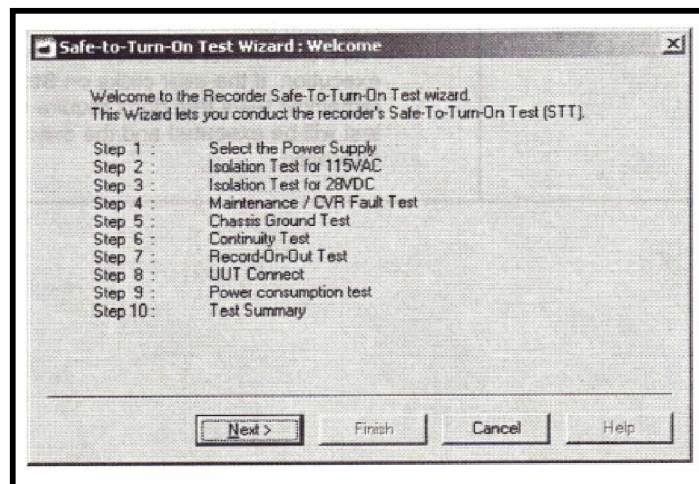 Safe-to-Turn-On Test Wizard : Welcome
Welcome to the Recorder Safe-To-Turn-On Test wizard.
This Wizard lets you conduct the recorder's Safe-To-Turn-On Test (STT).
Step 1 : Select the Power Supply
Step 2 : Isolation Test for 115VAC
Step 3 : Isolation Test for 28VDC
Step 4 : Maintenance / CVR Fault Test
Step 5 : Chassis Ground Test
Step 6 : Continuity Test
Step 7 : Record-On-Out Test
Step 8 : UUT Connect
Step 9 : Power consumption test
Step 10 : Test Summary
Next > Finish Cancel Help